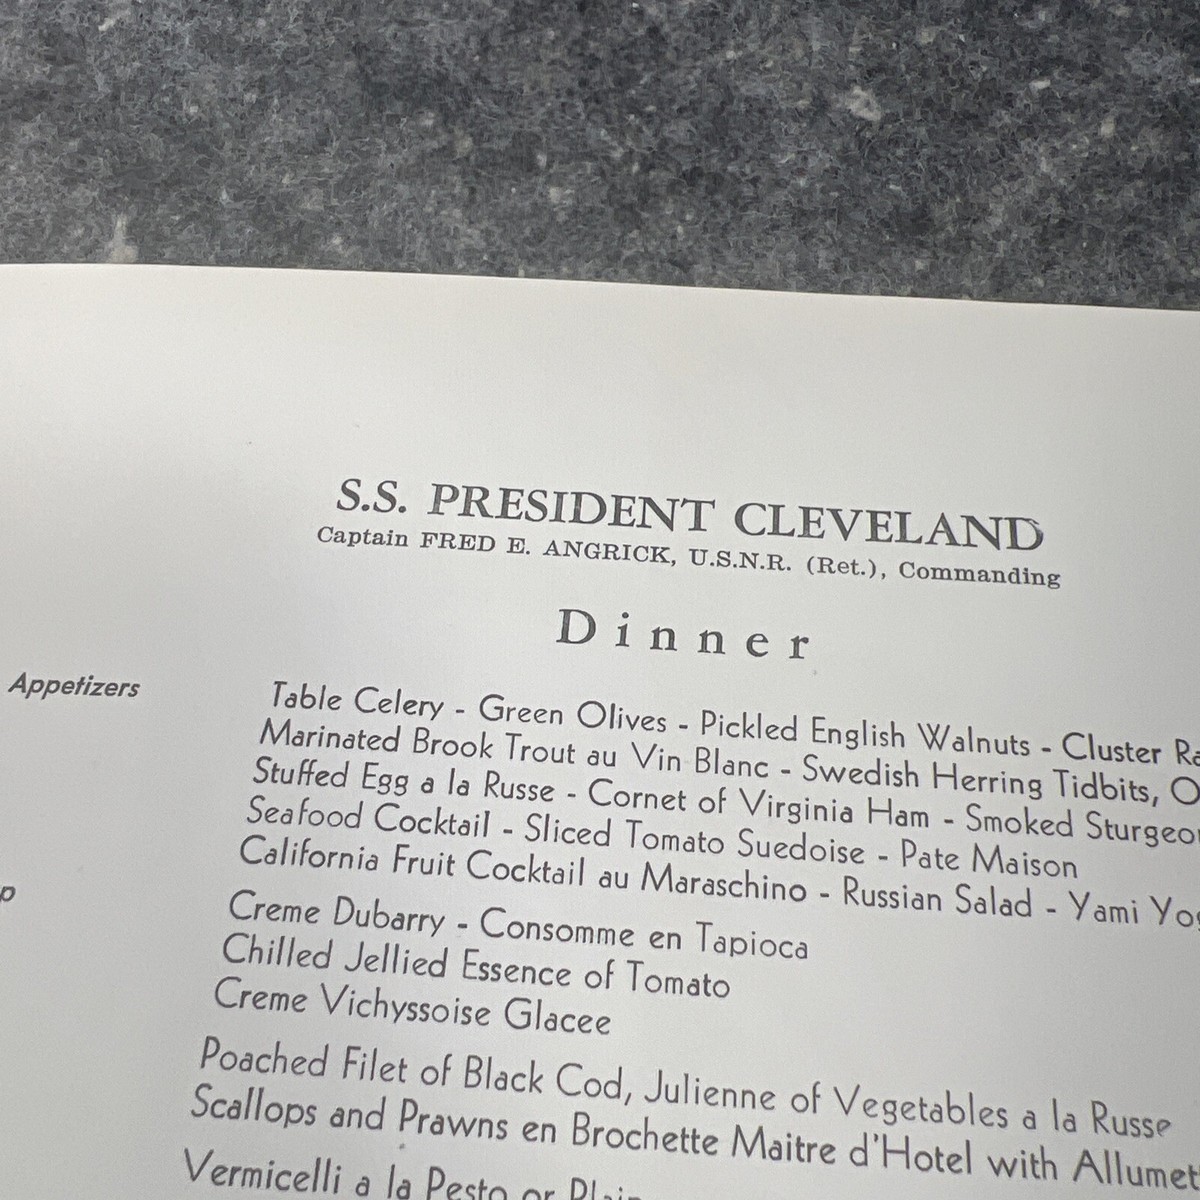 S.S. PRESIDENT CLEVELAND
Captain FRED E. ANGRICK, U.S.N.R. (Ret.), Commanding
Dinner
Appetizers
Table Celery - Green Olives - Pickled English Walnuts - Cluster
Marinated Brook Trout au Vin Blanc - Swedish Herring Tidbits,
Stuffed Egg a la Russe - Cornet of Virginia Ham - Smoked
Seafood Cocktail - Sliced Tomato Suedoise - Pate Maison
California Fruit Cocktail au Maraschino - Russian Salad - Yami
Creme Dubarry - Consomme en Tapioca
Chilled Jellied Essence of Tomato
Creme Vichyssoise Glacee
Poached Filet of Black Cod, Julienne of Vegetables a la Russe
Scallops and Prawns en Brochette Maitre d'Hotel with
Vermicelli a la Pesto or